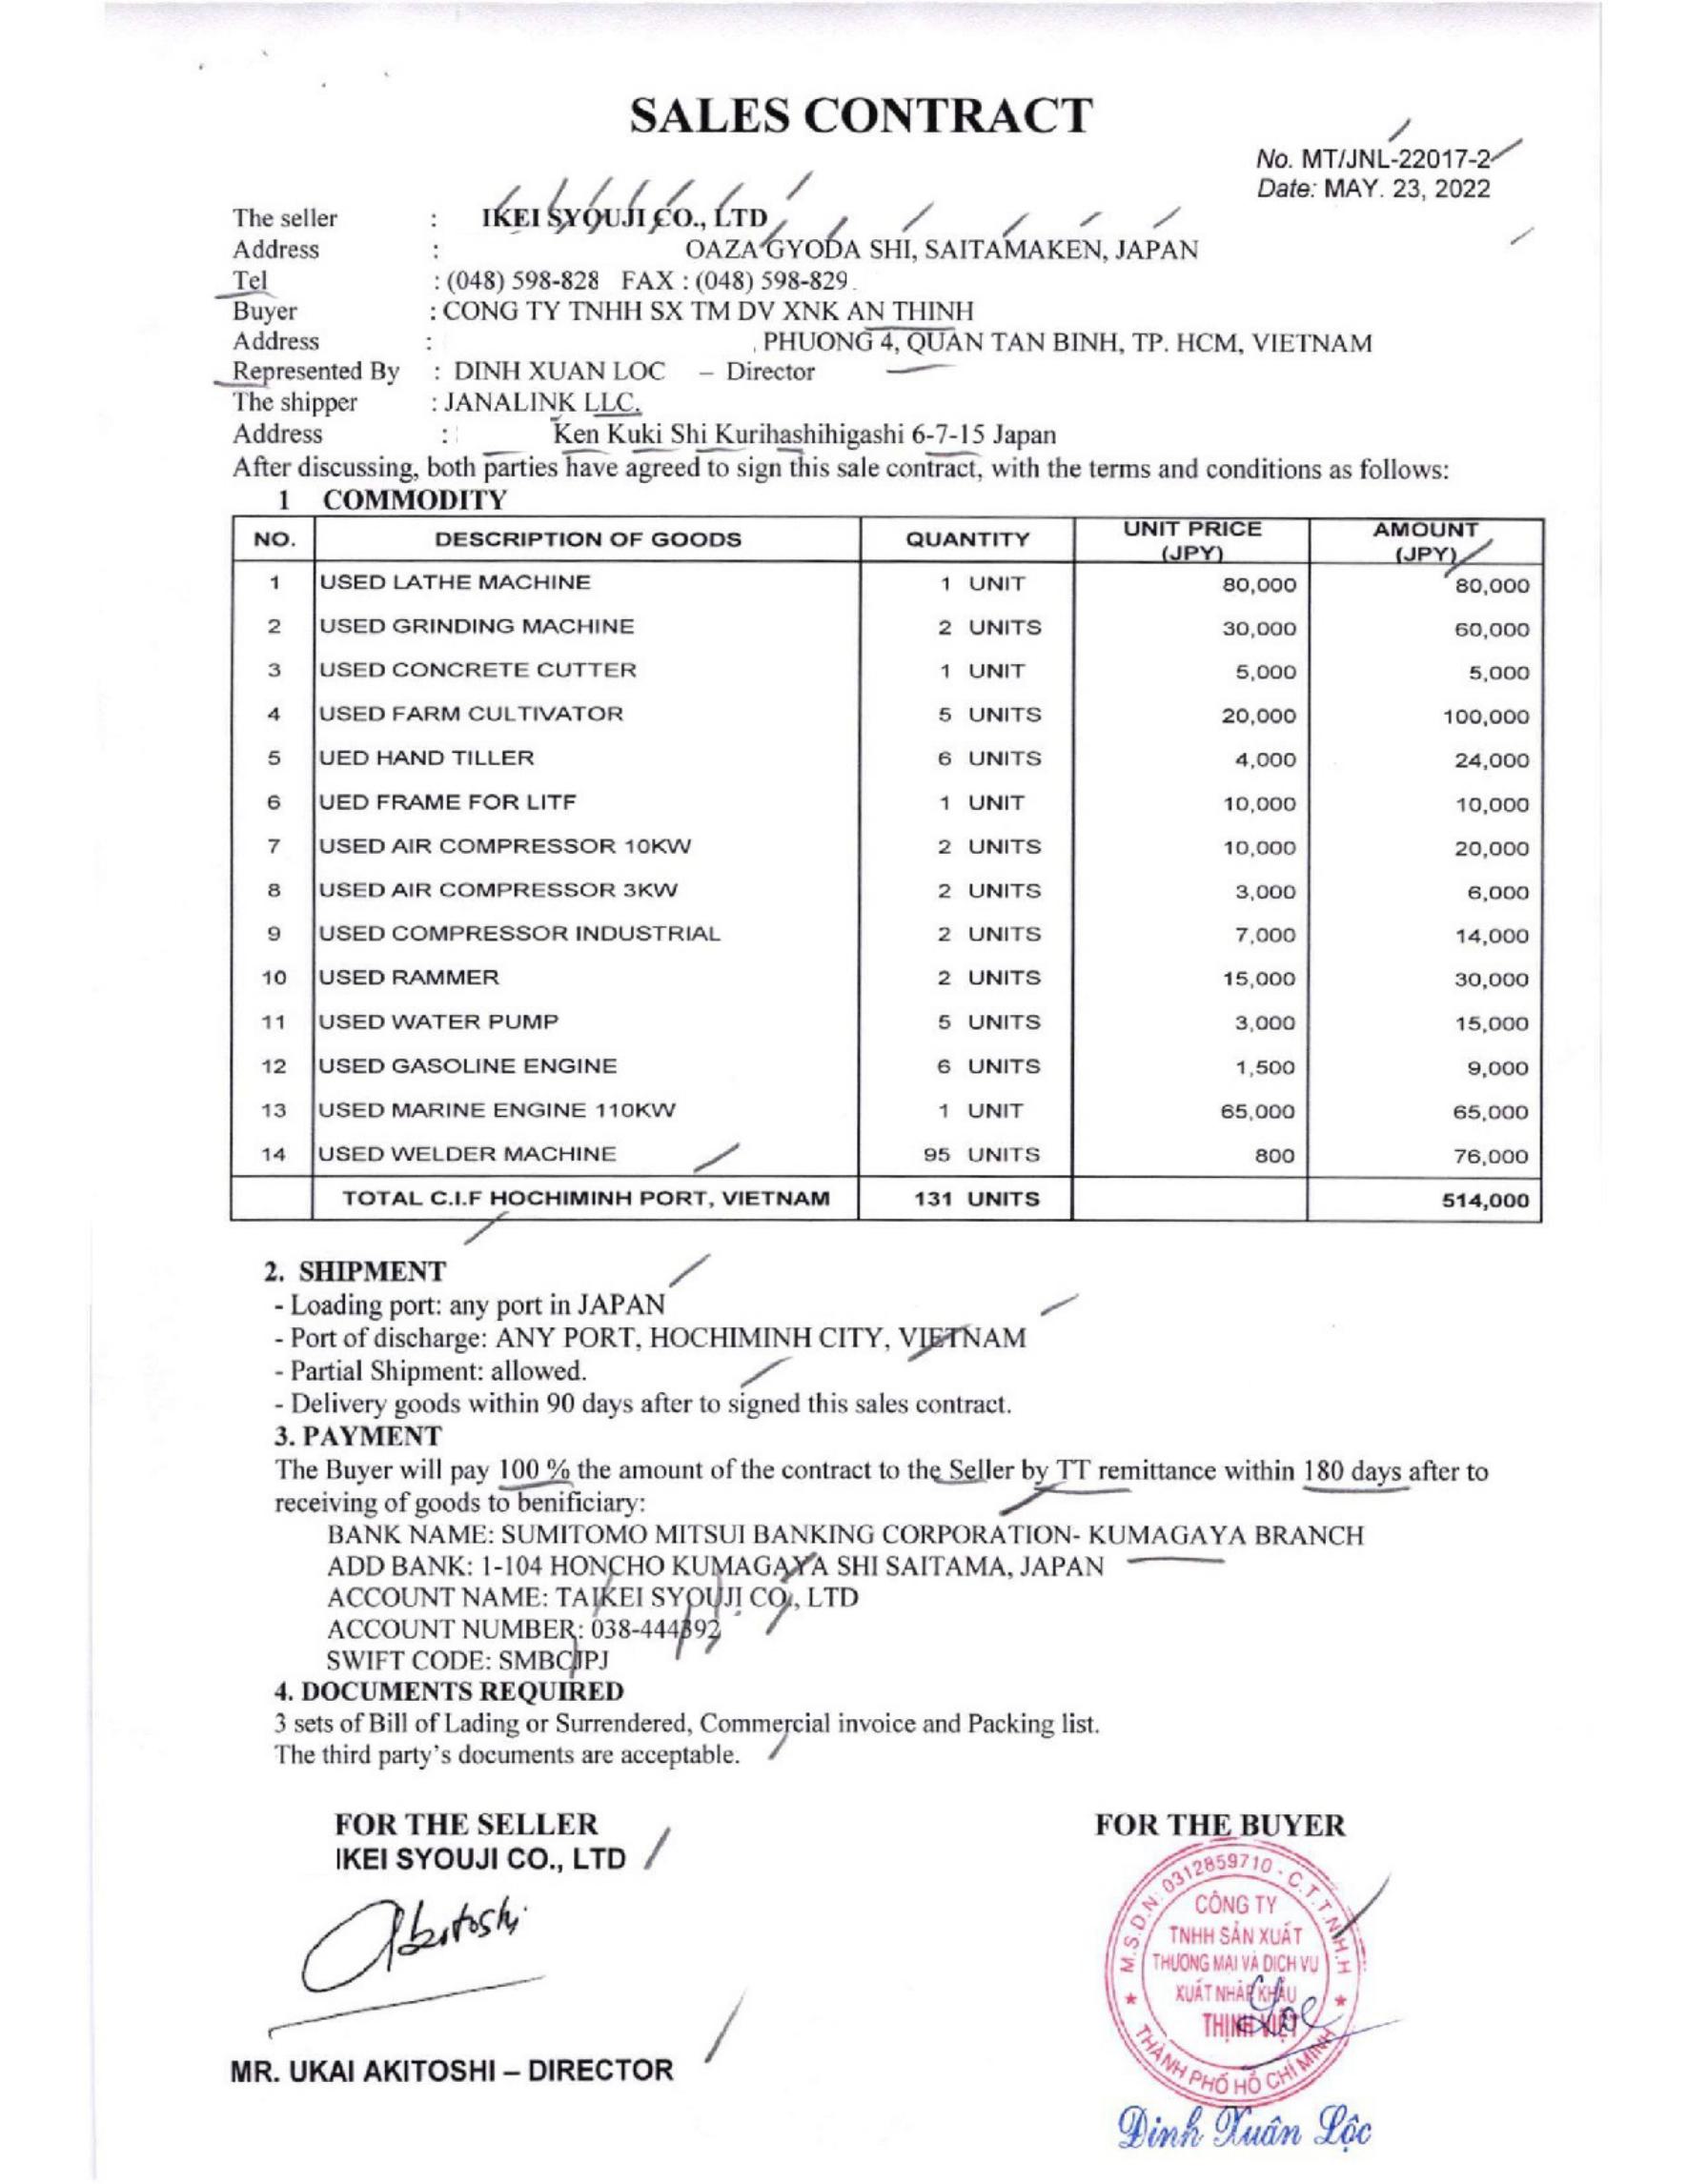 SALES CONTRACT
No. MT/JNL-22017-2
Date: MAY. 23, 2022
The seller : IKEI SYOUJI CO., LTD
Address : OAZA GYODA SHI, SAITAMAKEN, JAPAN
Tel : (048) 598-828 FAX : (048) 598-829
Buyer : CONG TY TNHH SX TM DV XNK AN THINH
Address : , PHUONG 4, QUAN TAN BINH, TP. HCM, VIETNAM
Represented By : DINH XUAN LOC – Director
The shipper : JANALINK LLC.
Address : Ken Kuki Shi Kurihashihigashi 6-7-15 Japan
After discussing, both parties have agreed to sign this sale contract, with the terms and conditions as follows:
1 COMMODITY
NO. DESCRIPTION OF GOODS QUANTITY UNIT PRICE (JPY) AMOUNT (JPY)
1 USED LATHE MACHINE 1 UNIT 80,000 80,000
2 USED GRINDING MACHINE 2 UNITS 30,000 60,000
3 USED CONCRETE CUTTER 1 UNIT 5,000 5,000
4 USED FARM CULTIVATOR 5 UNITS 20,000 100,000
5 UED HAND TILLER 6 UNITS 4,000 24,000
6 UED FRAME FOR LITF 1 UNIT 10,000 10,000
7 USED AIR COMPRESSOR 10KW 2 UNITS 10,000 20,000
8 USED AIR COMPRESSOR 3KW 2 UNITS 3,000 6,000
9 USED COMPRESSOR INDUSTRIAL 2 UNITS 7,000 14,000
10 USED RAMMER 2 UNITS 15,000 30,000
11 USED WATER PUMP 5 UNITS 3,000 15,000
12 USED GASOLINE ENGINE 6 UNITS 1,500 9,000
13 USED MARINE ENGINE 110KW 1 UNIT 65,000 65,000
14 USED WELDER MACHINE 95 UNITS 800 76,000
TOTAL C.I.F HOCHIMINH PORT, VIETNAM 131 UNITS 514,000
2. SHIPMENT
- Loading port: any port in JAPAN
- Port of discharge: ANY PORT, HOCHIMINH CITY, VIETNAM
- Partial Shipment: allowed.
- Delivery goods within 90 days after to signed this sales contract.
3. PAYMENT
The Buyer will pay 100 % the amount of the contract to the Seller by TT remittance within 180 days after to
receiving of goods to benificiary:
BANK NAME: SUMITOMO MITSUI BANKING CORPORATION- KUMAGAYA BRANCH
ADD BANK: 1-104 HONCHO KUMAGAYA SHI SAITAMA, JAPAN
ACCOUNT NAME: TAIKEI SYOUJI CO., LTD
ACCOUNT NUMBER: 038-444392
SWIFT CODE: SMBCJPJ
4. DOCUMENTS REQUIRED
3 sets of Bill of Lading or Surrendered, Commercial invoice and Packing list.
The third party's documents are acceptable.
FOR THE SELLER
IKEI SYOUJI CO., LTD
Akitoshi
MR. UKAI AKITOSHI – DIRECTOR
FOR THE BUYER
M.S.D.N: 0312859710 - C.T.T.N.H.H
CÔNG TY
TNHH SẢN XUẤT
THƯƠNG MẠI VÀ DỊCH VỤ
XUẤT NHẬP KHẨU
THỊNH VIỆT
THÀNH PHỐ HỒ CHÍ MINH
Loc
Đinh Xuân Lộc